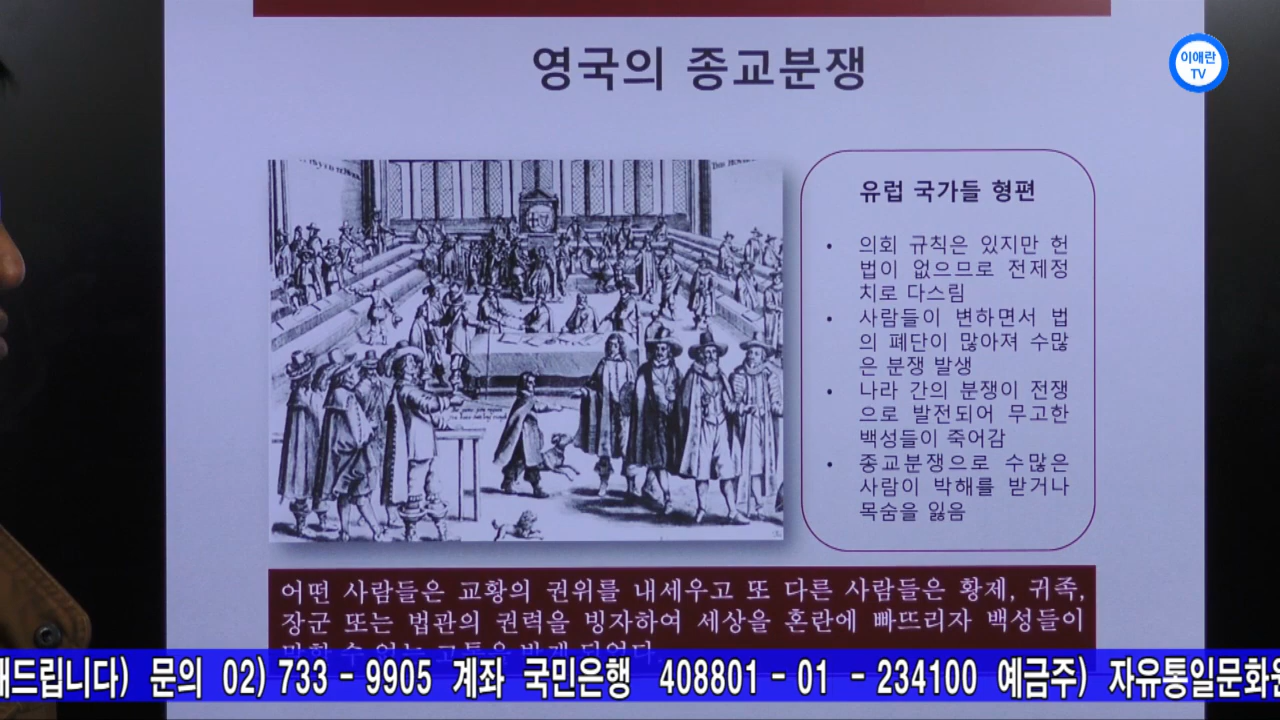 영국의 종교분쟁
이애란
TV
유럽 국가들 형편
• 의회 규칙은 있지만 헌
법이 없으므로 전제정
치로 다스림
• 사람들이 변하면서 법
의 폐단이 많아져 수많
은 분쟁 발생
• 나라 간의 분쟁이 전쟁
으로 발전되어 무고한
백성들이 죽어감
• 종교분쟁으로 수많은
사람이 박해를 받거나
목숨을 잃음
어떤 사람들은 교황의 권위를 내세우고 또 다른 사람들은 황제, 귀족,
장군 또는 법관의 권력을 빙자하여 세상을 혼란에 빠뜨리자 백성들이
드립니다) 문의 02) 733 - 9905 계좌 국민은행 408801 - 01 - 234100 예금주) 자유통일문화원